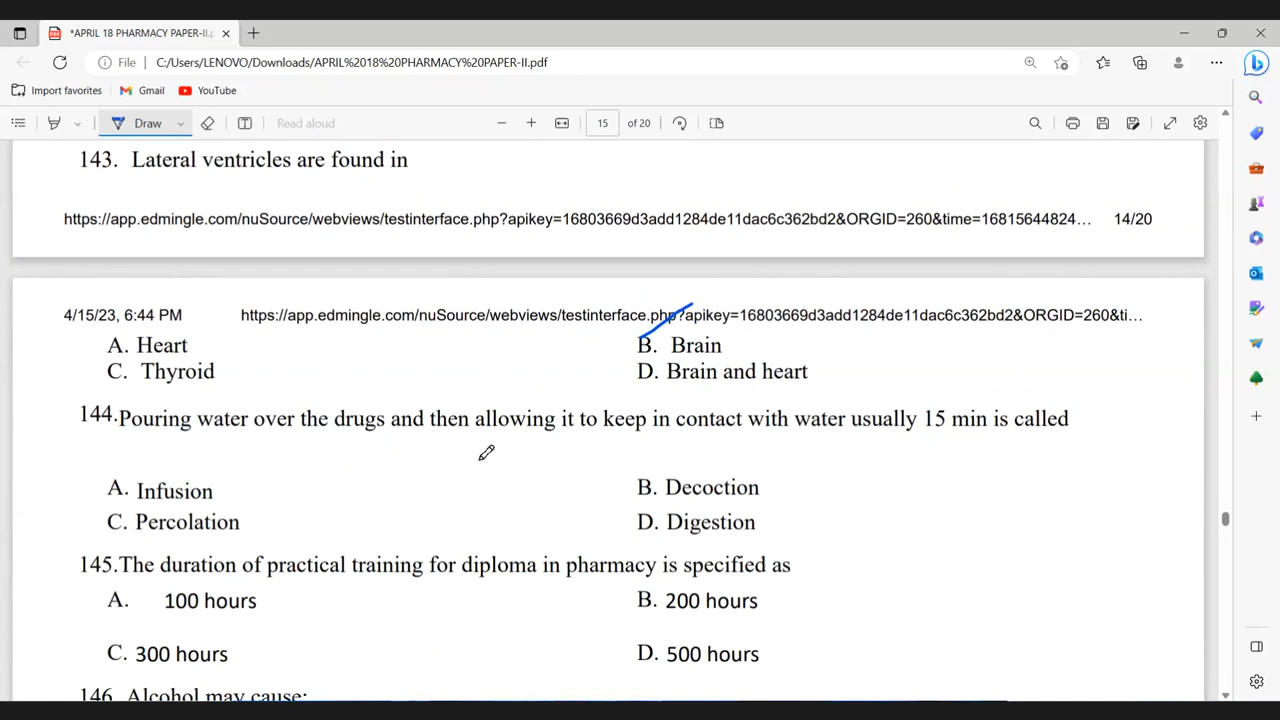 *APRIL 18 PHARMACY PAPER-II.p
File | C:/Users/LENOVO/Downloads/APRIL%2018%20PHARMACY%20PAPER-II.pdf
Import favorites Gmail YouTube
Draw Read aloud 15 of 20
143. Lateral ventricles are found in
https://app.edmingle.com/nuSource/webviews/testinterface.php?apikey=16803669d3add1284de11dac6c362bd2&ORGID=260&time=16815644824... 14/20
4/15/23, 6:44 PM https://app.edmingle.com/nuSource/webviews/testinterface.php?apikey=16803669d3add1284de11dac6c362bd2&ORGID=260&ti...
A. Heart B. Brain
C. Thyroid D. Brain and heart
144. Pouring water over the drugs and then allowing it to keep in contact with water usually 15 min is called
A. Infusion B. Decoction
C. Percolation D. Digestion
145. The duration of practical training for diploma in pharmacy is specified as
A. 100 hours B. 200 hours
C. 300 hours D. 500 hours
146. Alcohol may cause: